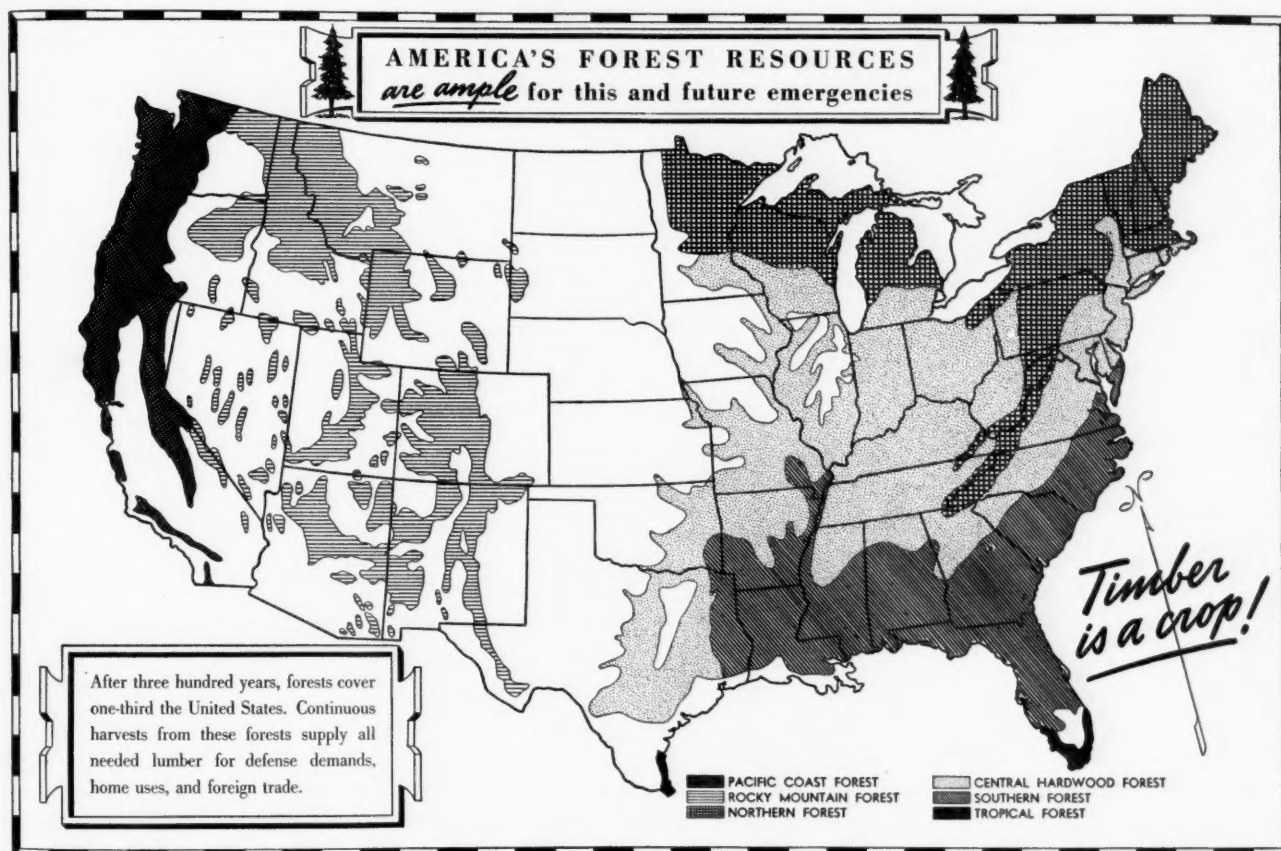 AMERICA'S FOREST RESOURCES
are ample for this and future emergencies
Timber
is a crop!
After three hundred years, forests cover
one-third the United States. Continuous
harvests from these forests supply all
needed lumber for defense demands,
home uses, and foreign trade.
PACIFIC COAST FOREST
ROCKY MOUNTAIN FOREST
NORTHERN FOREST
CENTRAL HARDWOOD FOREST
SOUTHERN FOREST
TROPICAL FOREST
N